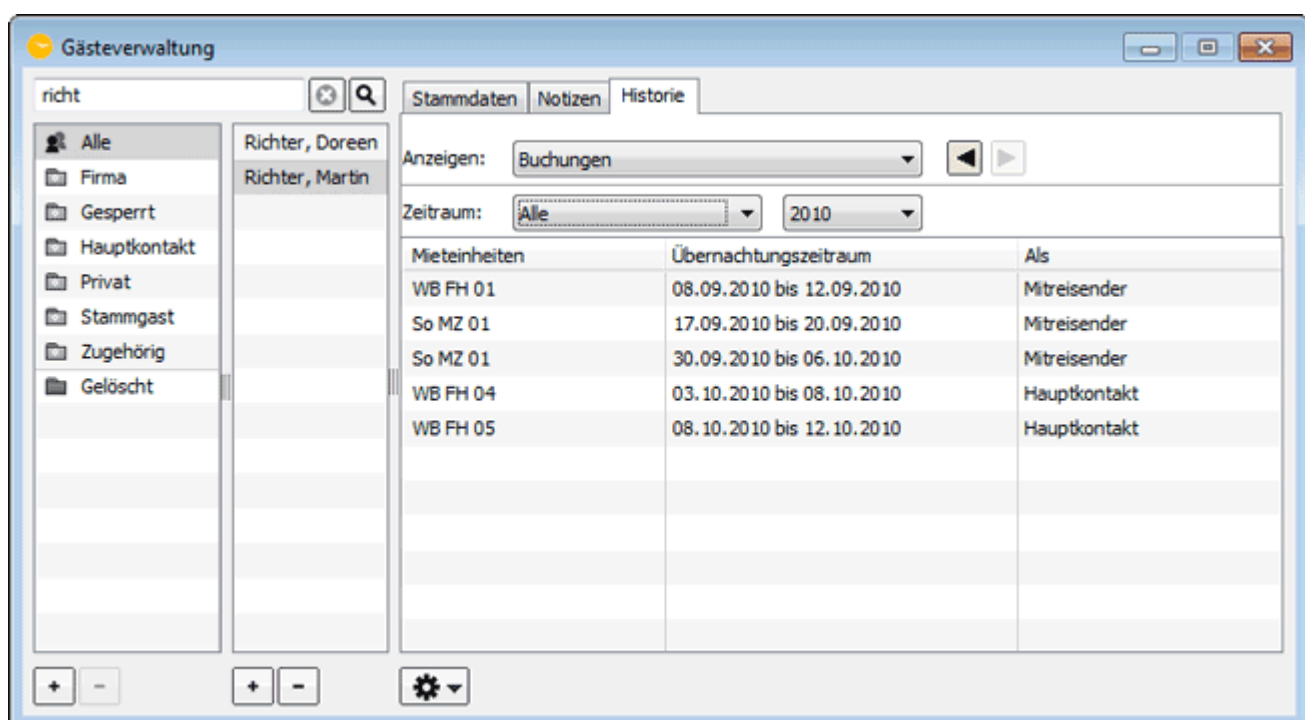 Gästeverwaltung
richt
Alle
Firma
Gesperrt
Hauptkontakt
Privat
Stammgast
Zugehörig
Gelöscht
Richter, Doreen
Richter, Martin
Stammdaten Notizen Historie
Anzeigen: Buchungen
Zeitraum: Alle 2010
Mieteinheiten Übernachtungszeitraum Als
WB FH 01 08.09.2010 bis 12.09.2010 Mitreisender
So MZ 01 17.09.2010 bis 20.09.2010 Mitreisender
So MZ 01 30.09.2010 bis 06.10.2010 Mitreisender
WB FH 04 03.10.2010 bis 08.10.2010 Hauptkontakt
WB FH 05 08.10.2010 bis 12.10.2010 Hauptkontakt